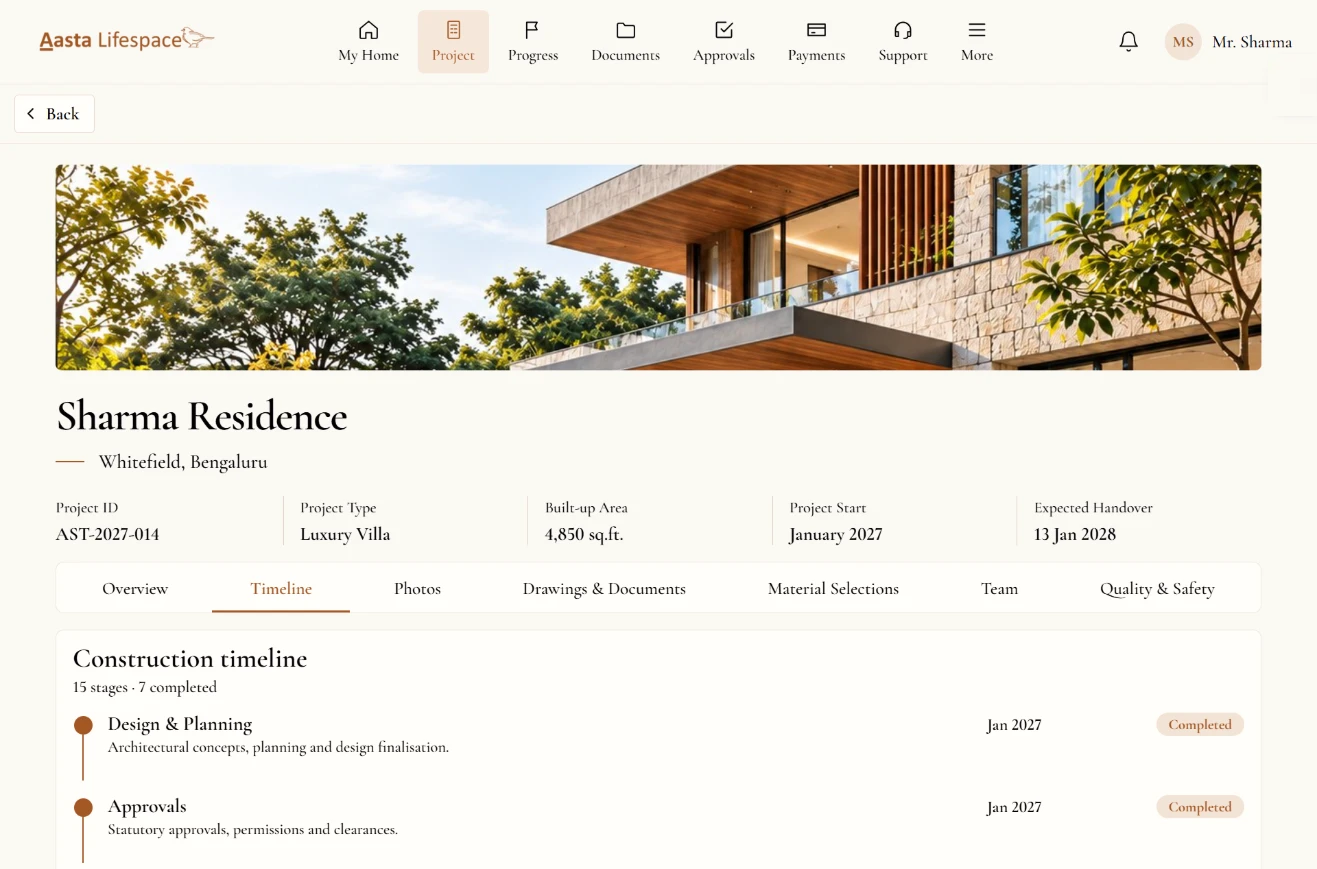 Aasta Lifespace
My Home
Project
Progress
Documents
Approvals
Payments
Support
More
MS
Mr. Sharma
Back
Sharma Residence
Whitefield, Bengaluru
Project ID
AST-2027-014
Project Type
Luxury Villa
Built-up Area
4,850 sq.ft.
Project Start
January 2027
Expected Handover
13 Jan 2028
Overview
Timeline
Photos
Drawings & Documents
Material Selections
Team
Quality & Safety
Construction timeline
15 stages · 7 completed
Design & Planning
Architectural concepts, planning and design finalisation.
Jan 2027
Completed
Approvals
Statutory approvals, permissions and clearances.
Jan 2027
Completed